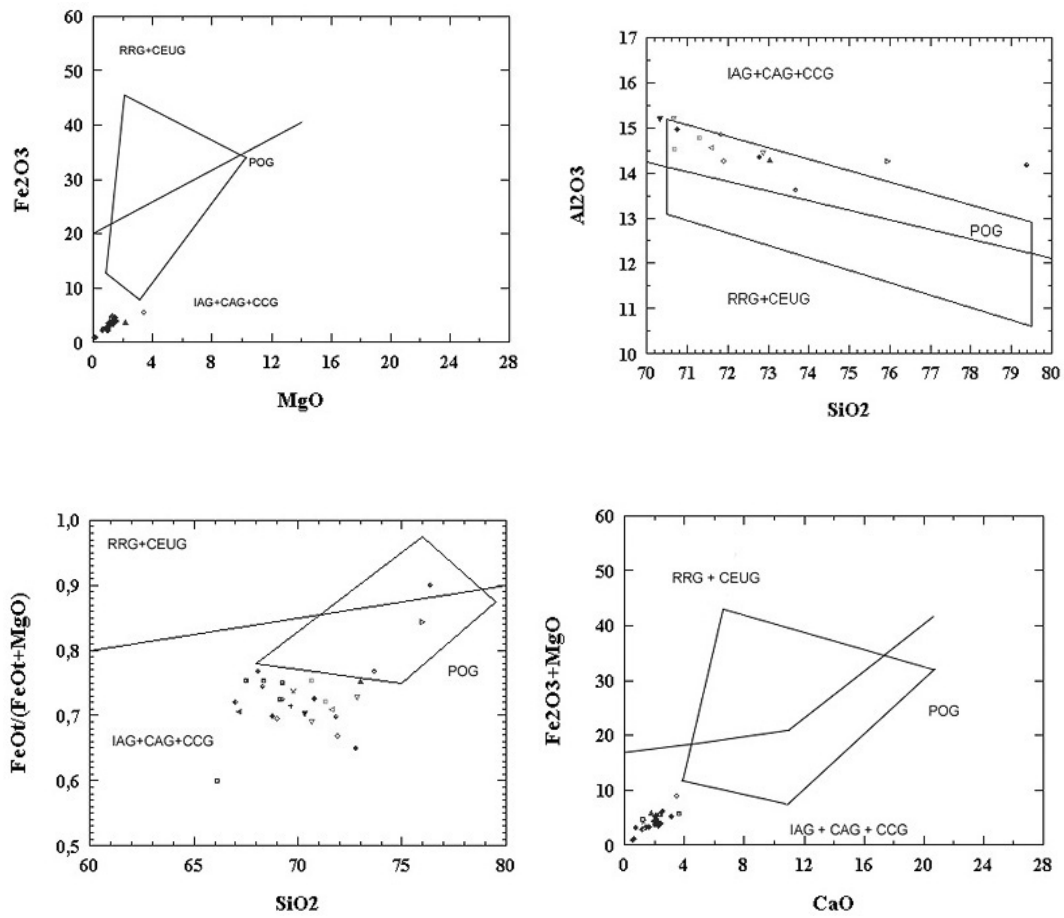 60
50
40
30
20
10
0
Fe2O3
RRG+CEUG
POG
IAG+CAG+CCG
0 4 8 12 16 20 24 28
MgO
17
16
15
14
13
12
11
10
Al2O3
IAG+CAG+CCG
POG
RRG+CEUG
70 71 72 73 74 75 76 77 78 79 80
SiO2
1,0
0,9
0,8
0,7
0,6
0,5
FeOt/(FeOt+MgO)
RRG+CEUG
POG
IAG+CAG+CCG
60 65 70 75 80
SiO2
60
50
40
30
20
10
0
Fe2O3+MgO
RRG + CEUG
POG
IAG + CAG + CCG
0 4 8 12 16 20 24 28
CaO